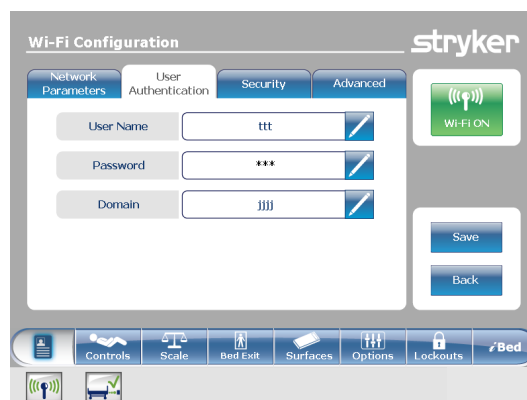 Wi-Fi Configuration
stryker
Network
Parameters
User
Authentication
Security
Advanced
Wi-Fi ON
User Name
ttt
Password
***
Domain
jjjj
Save
Back
Controls
Scale
Bed Exit
Surfaces
Options
Lockouts
iBed